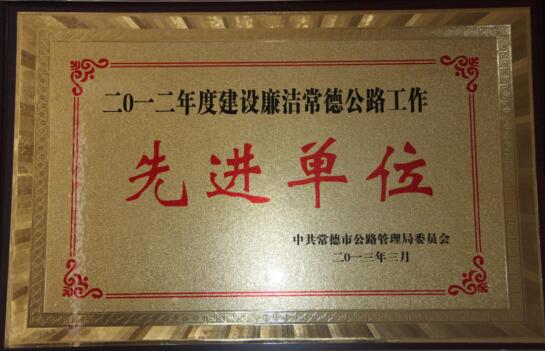 二〇一二年度建设廉洁常德公路工作
先进单位
中共常德市公路管理局委员会
二〇一三年三月